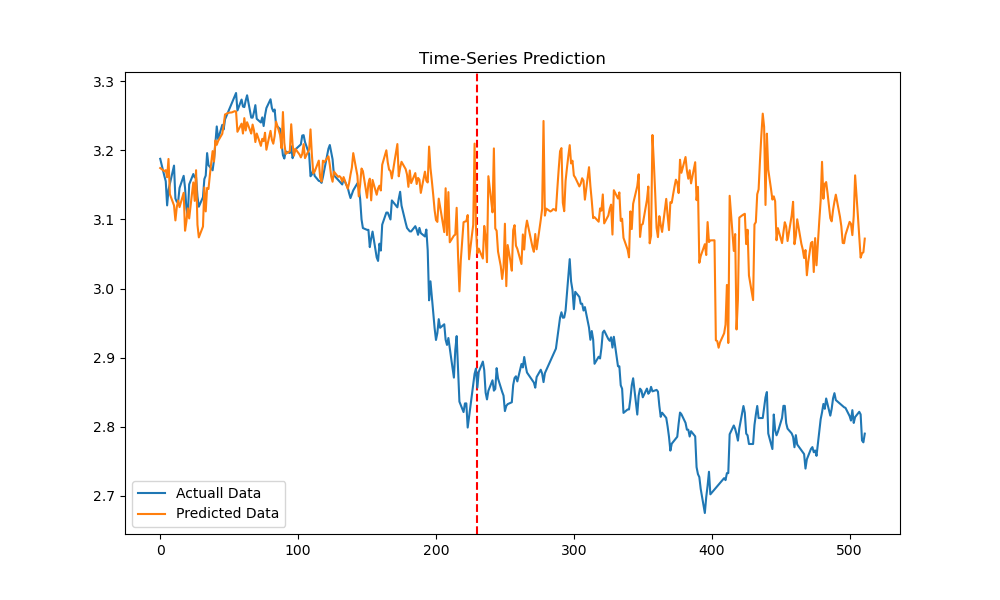 Time-Series Prediction
3.3
3.2
3.1
3.0
2.9
2.8
2.7
Actuall Data
Predicted Data
0 100 200 300 400 500